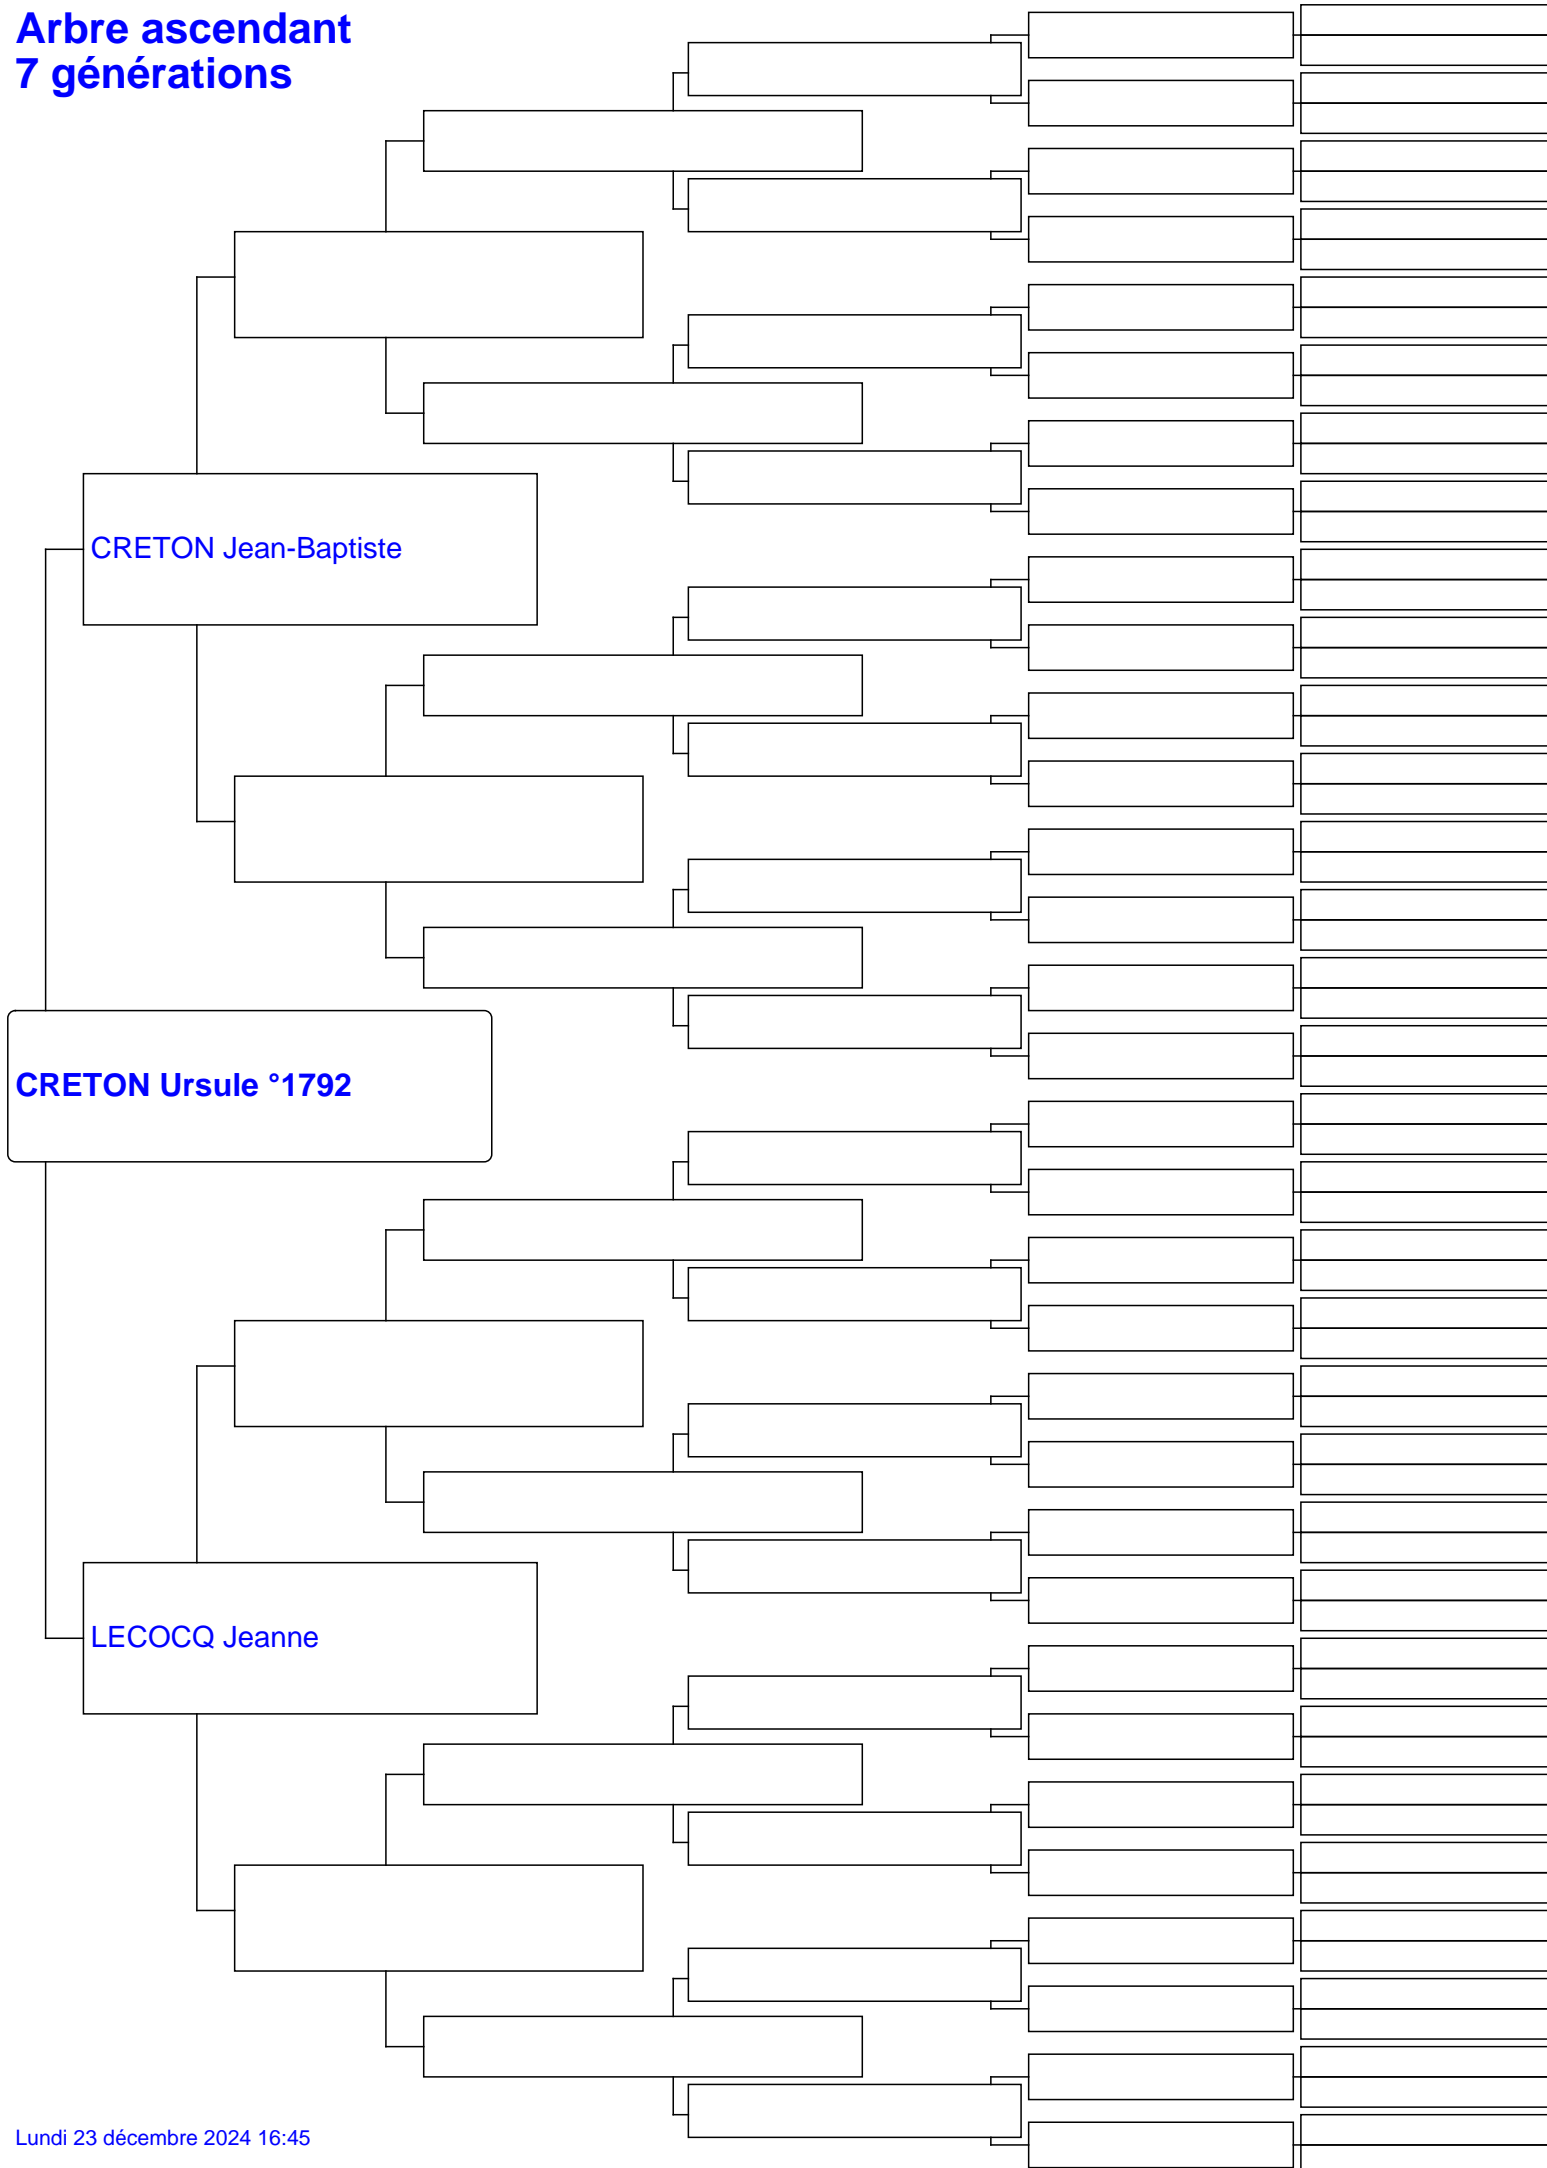 Arbre ascendant
7 générations
CRETON Jean-Baptiste
CRETON Ursule °1792
LECOCQ Jeanne
Lundi 23 décembre 2024 16:45